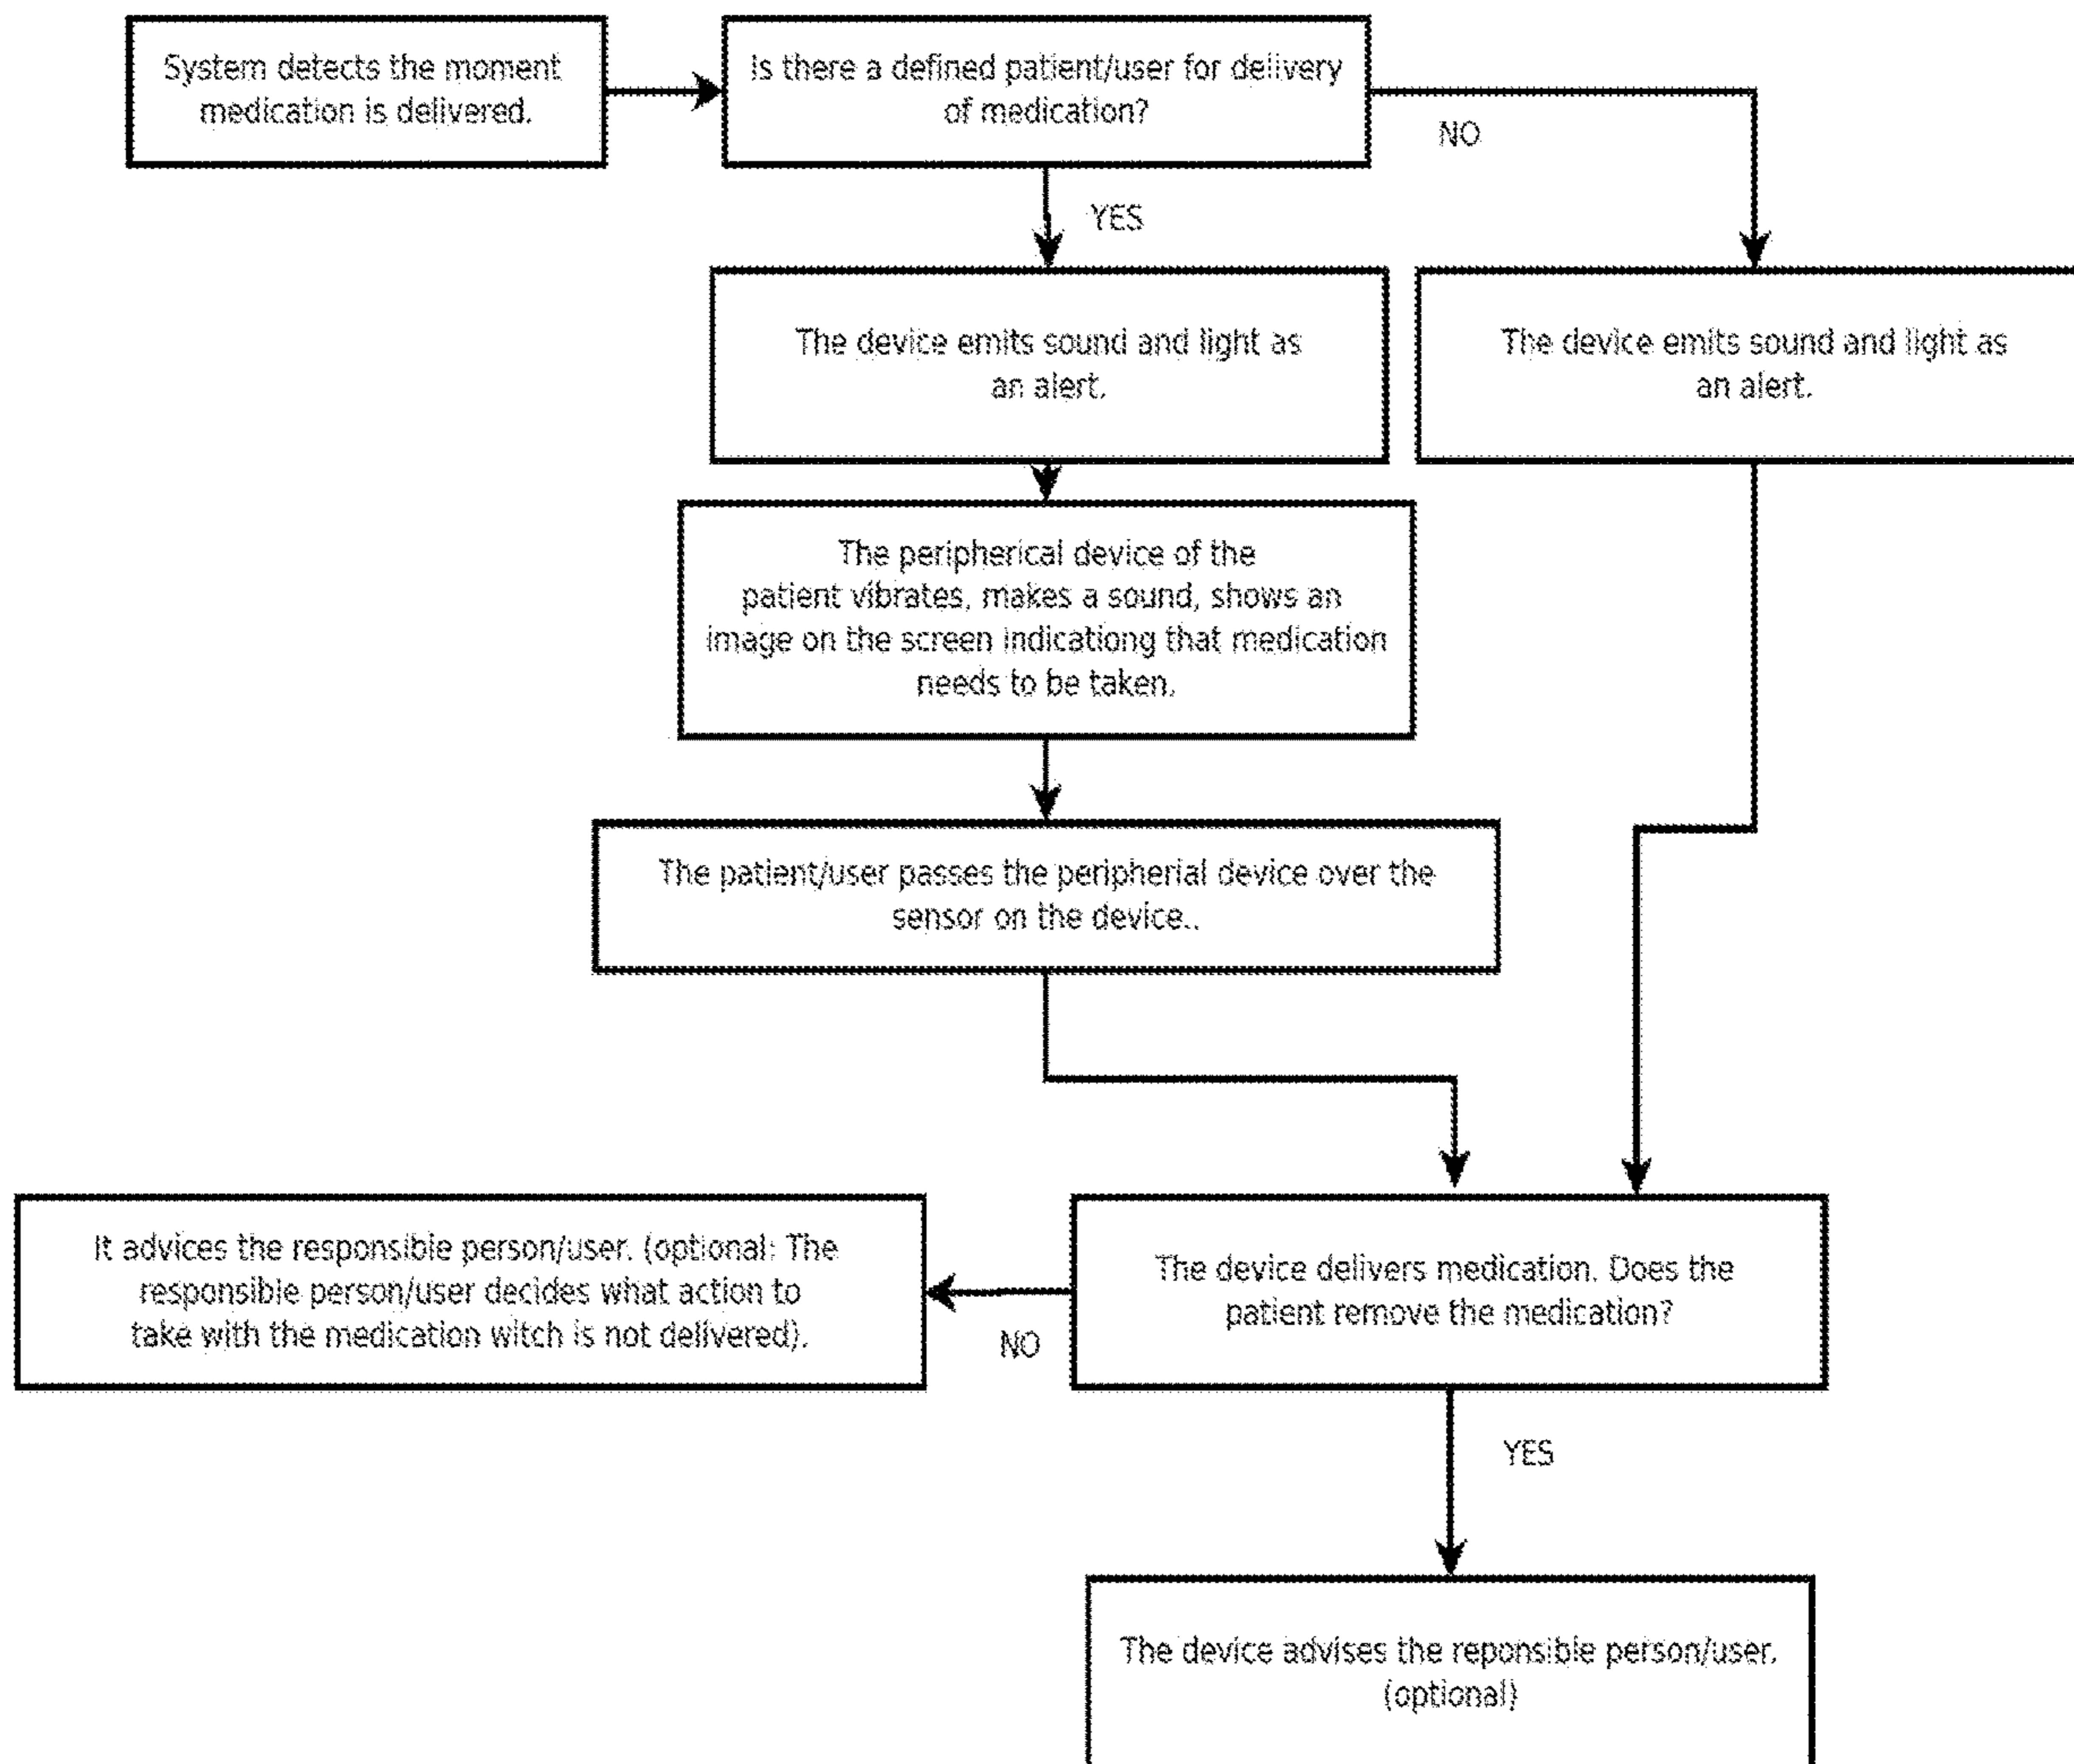 System detects the moment
medication is delivered.
Is there a defined patient/user for delivery
of medication?
NO
YES
The device emits sound and light as
an alert.
The device emits sound and light as
an alert.
The peripherical device of the
patient vibrates, makes a sound, shows an
image on the screen indicationg that medication
needs to be taken.
The patient/user passes the peripherial device over the
sensor on the device..
It advices the responsible person/user. (optional: The
responsible person/user decides what action to
take with the medication witch is not delivered).
NO
The device delivers medication. Does the
patient remove the medication?
YES
The device advises the reponsible person/user.
(optional)